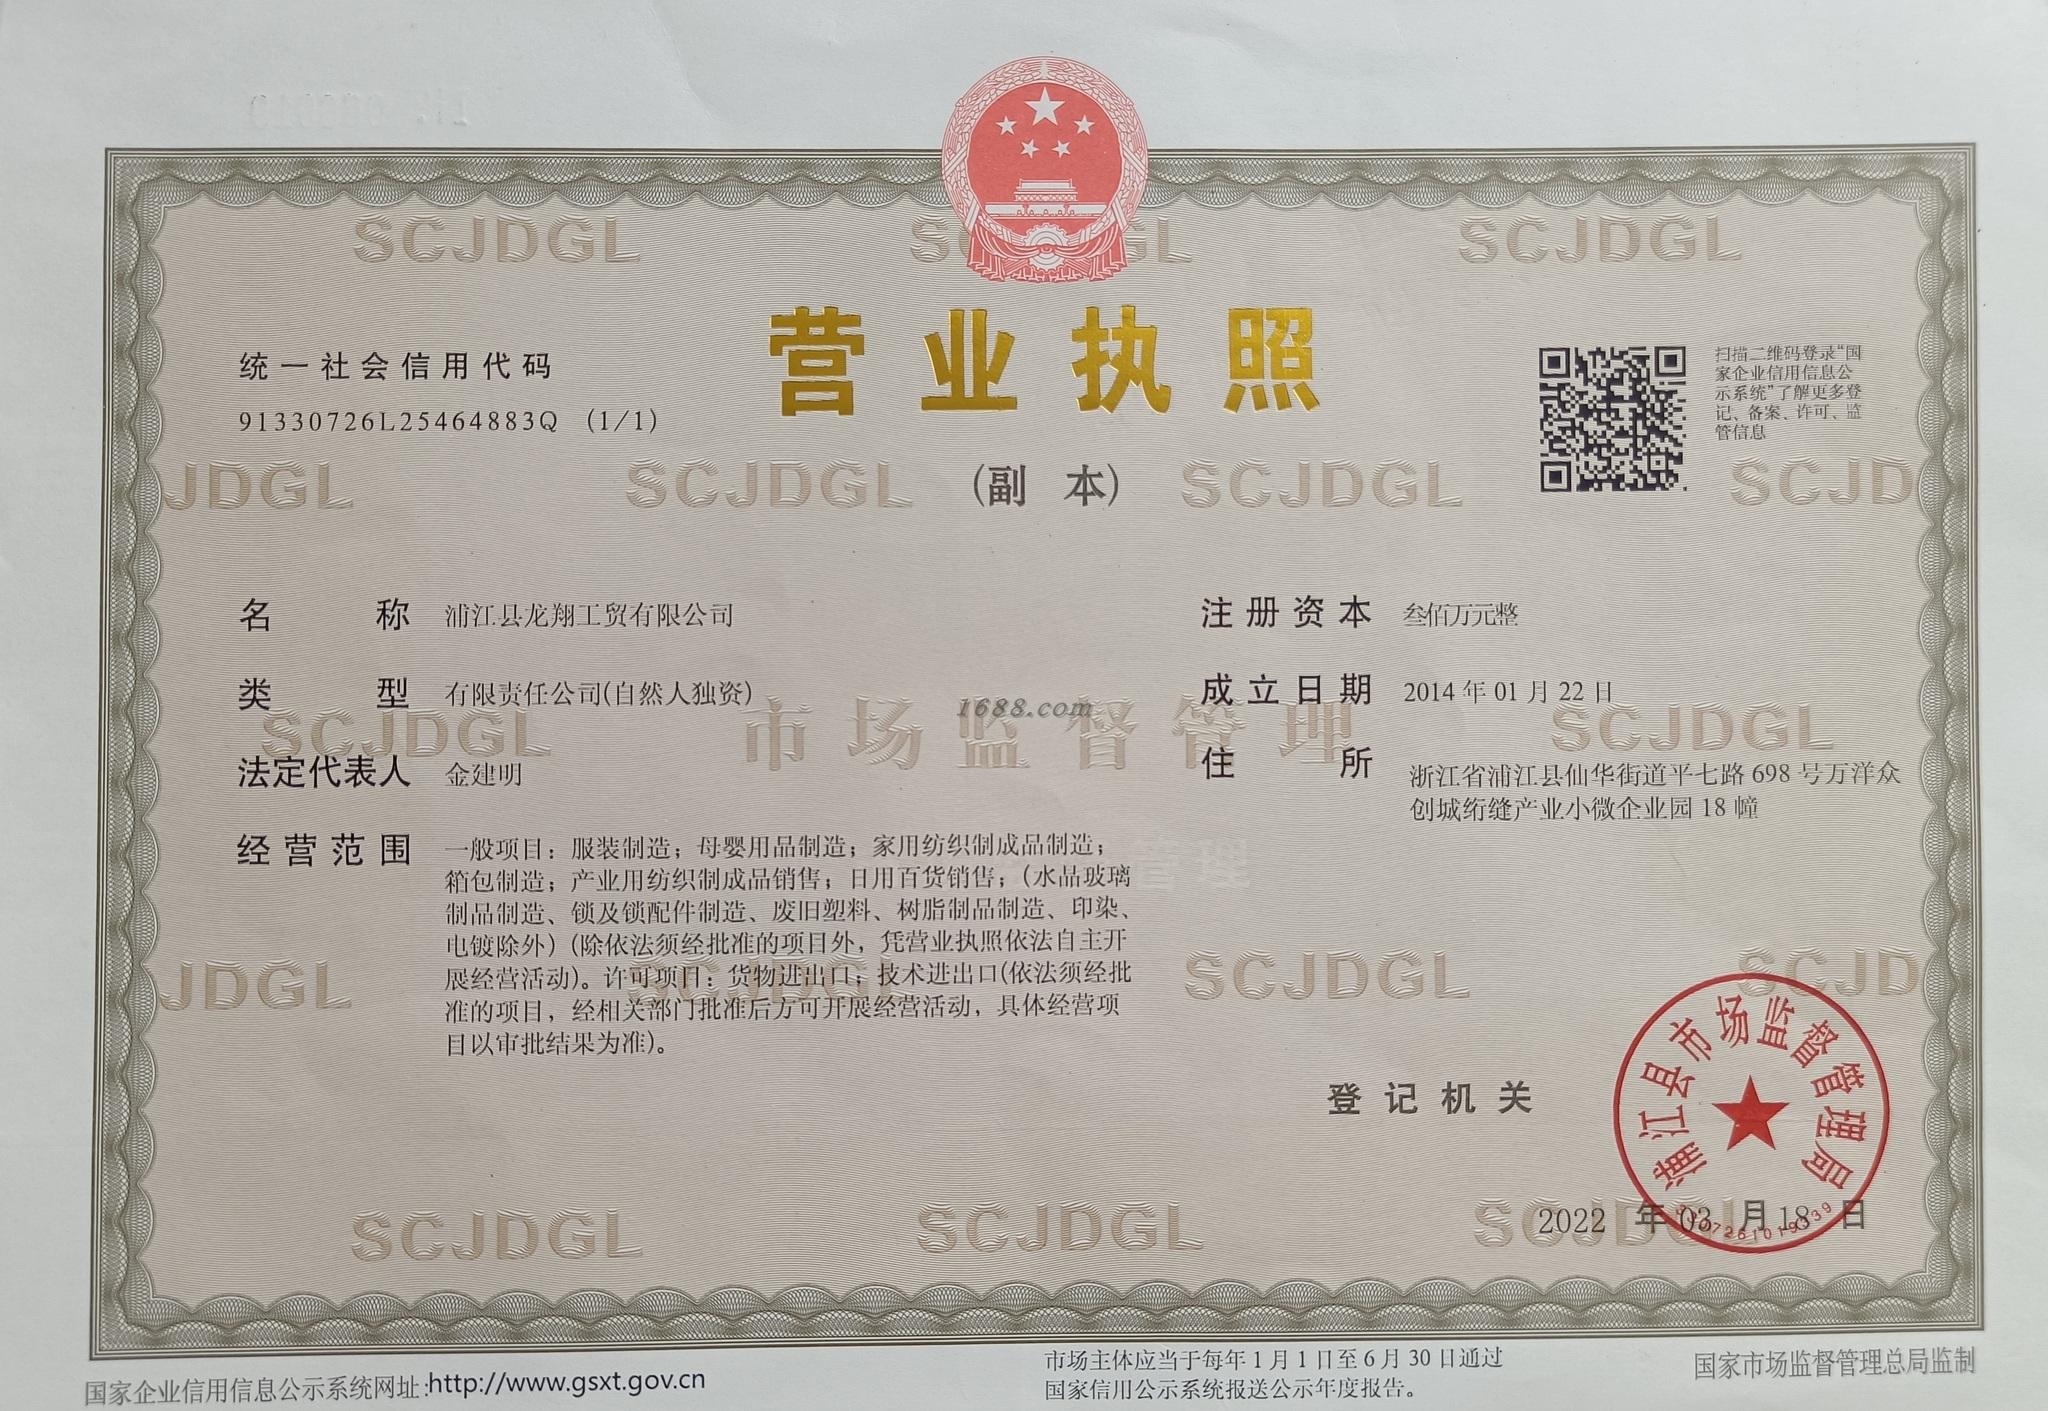 营业执照
(副 本)
统一社会信用代码
91330726L25464883Q (1/1)
扫描二维码登录“国
家企业信用信息公
示系统”了解更多登
记、备案、许可、监
管信息
名称 浦江县龙翔工贸有限公司
类型 有限责任公司(自然人独资)
法定代表人 金建明
经营范围 一般项目：服装制造；母婴用品制造；家用纺织制成品制造；
箱包制造；产业用纺织制成品销售；日用百货销售；（水晶玻璃
制品制造、锁及锁配件制造、废旧塑料、树脂制品制造、印染、
电镀除外）(除依法须经批准的项目外，凭营业执照依法自主开
展经营活动)。许可项目：货物进出口；技术进出口(依法须经批
准的项目，经相关部门批准后方可开展经营活动，具体经营项
目以审批结果为准)。
注册资本 叁佰万元整
成立日期 2014年01月22日
住所 浙江省浦江县仙华街道平七路698号万洋众
创城绗缝产业小微企业园18幢
登记机关
浦江县市场监督管理局
2022 年 03 月 18 日
SCJDGL
市场监督管理
1688.com
国家企业信用信息公示系统网址:http://www.gsxt.gov.cn
市场主体应当于每年1月1日至6月30日通过
国家信用公示系统报送公示年度报告。
国家市场监督管理总局监制